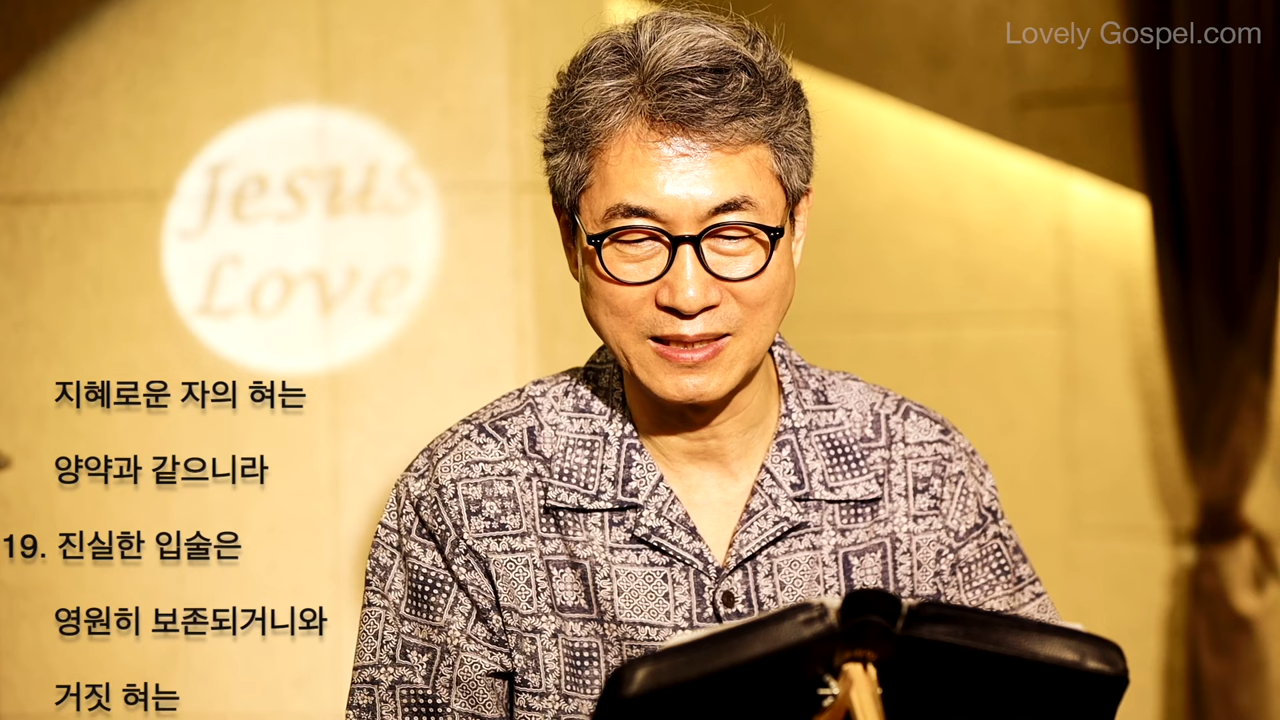 Lovely Gospel.com
Jesus
Love
지혜로운 자의 혀는
양약과 같으니라
19. 진실한 입술은
영원히 보존되거니와
거짓 혀는